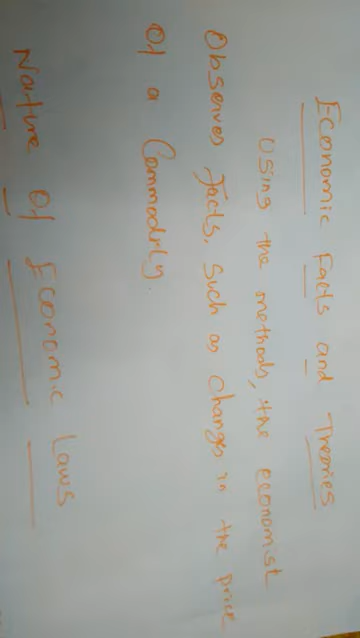 Economic Facts and Theories
Using the methods, the economist
Observes facts, such as changes in the price
Of a Commodity.
Nature Of Economic Laws